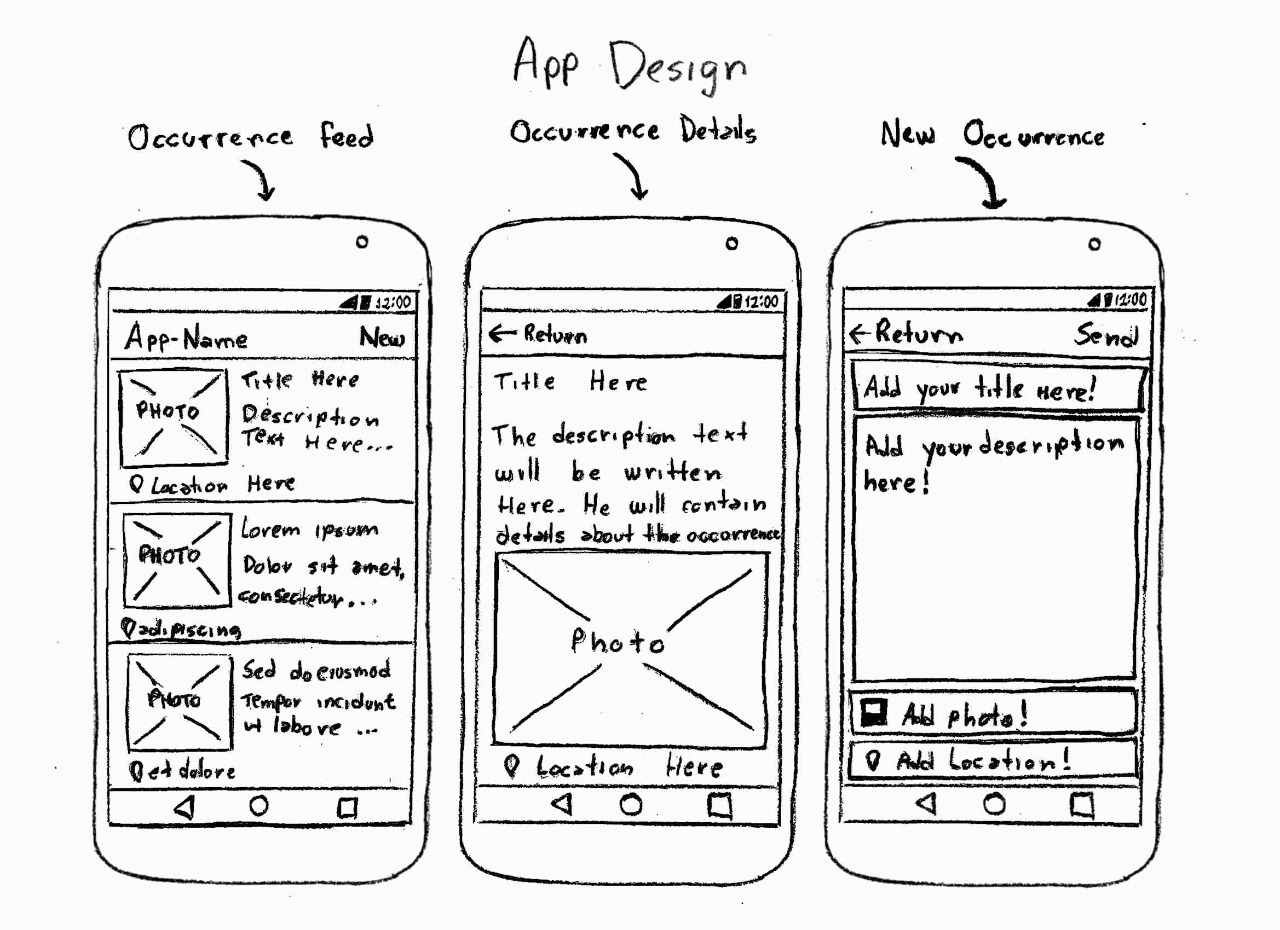 App Design
Occurrence feed
12:00
App-Name New
PHOTO
Title Here
Description
Text Here...
Location Here
PHOTO
Lorem ipsum
Dolor sit amet,
consectetur...
adipiscing
PHOTO
Sed do eiusmod
Tempor incidunt
ut labore ...
et dolore
Occurrence Details
12:00
← Return
Title Here
The description text
will be written
Here. He will contain
details about the occorrence
Photo
Location Here
New Occurrence
12:00
← Return Send
Add your title Here!
Add your description
here!
Add photo!
Add Location!